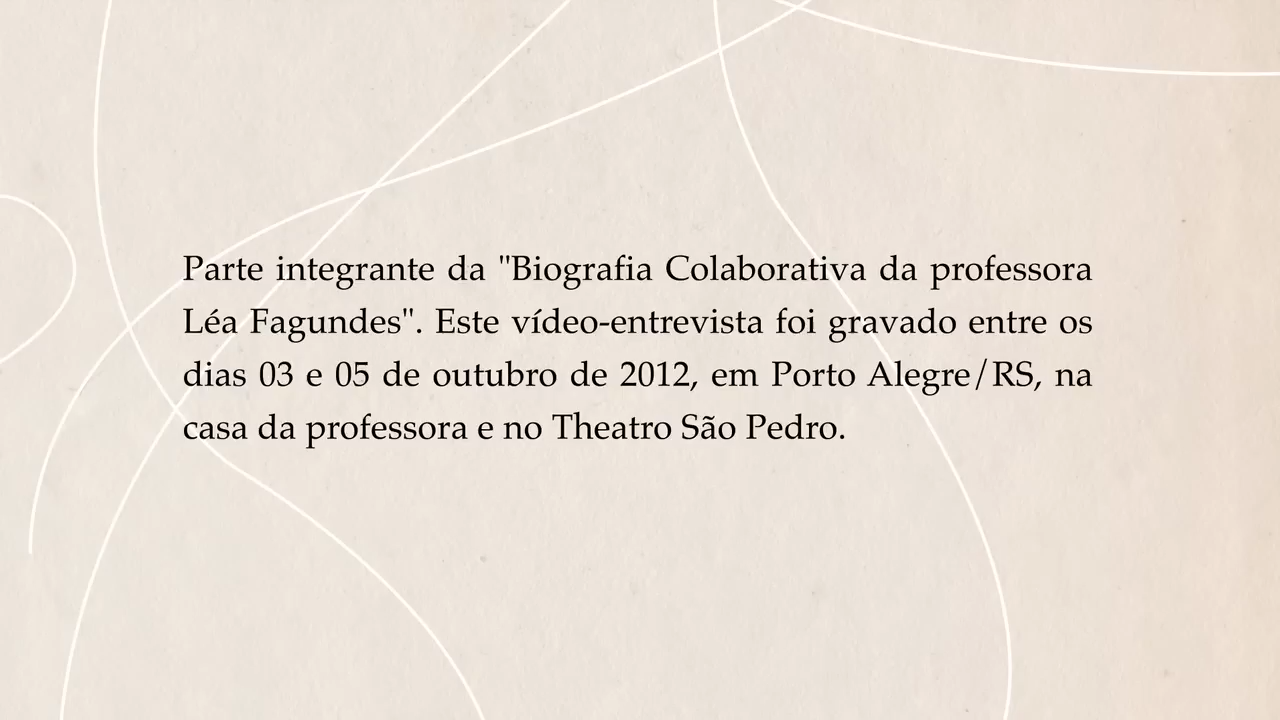 Parte integrante da "Biografia Colaborativa da professora
Léa Fagundes". Este vídeo-entrevista foi gravado entre os
dias 03 e 05 de outubro de 2012, em Porto Alegre/RS, na
casa da professora e no Theatro São Pedro.